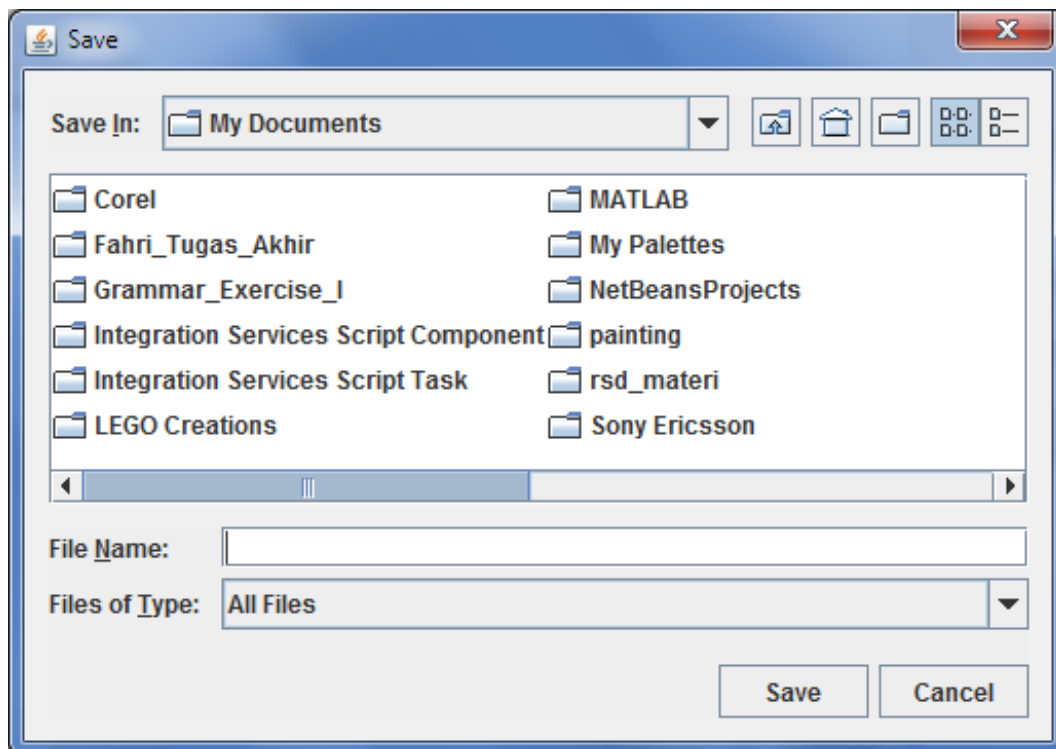 Save
Save In: My Documents
Corel
Fahri_Tugas_Akhir
Grammar_Exercise_I
Integration Services Script Component
Integration Services Script Task
LEGO Creations
MATLAB
My Palettes
NetBeansProjects
painting
rsd_materi
Sony Ericsson
File Name:
Files of Type: All Files
Save Cancel